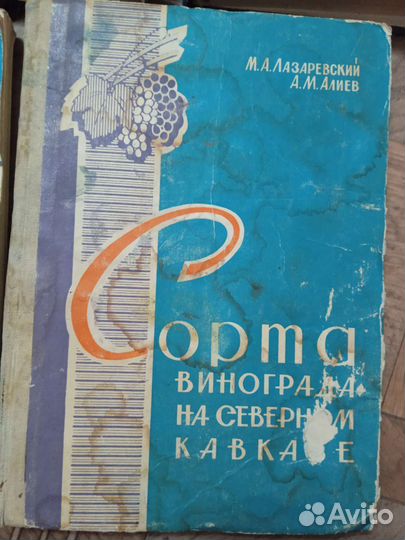 М.А.Лазаревский
А.М.Алиев
Сорта
ВИНОГРАДА
НА СЕВЕРНОМ
КАВКАЗЕ
Avito